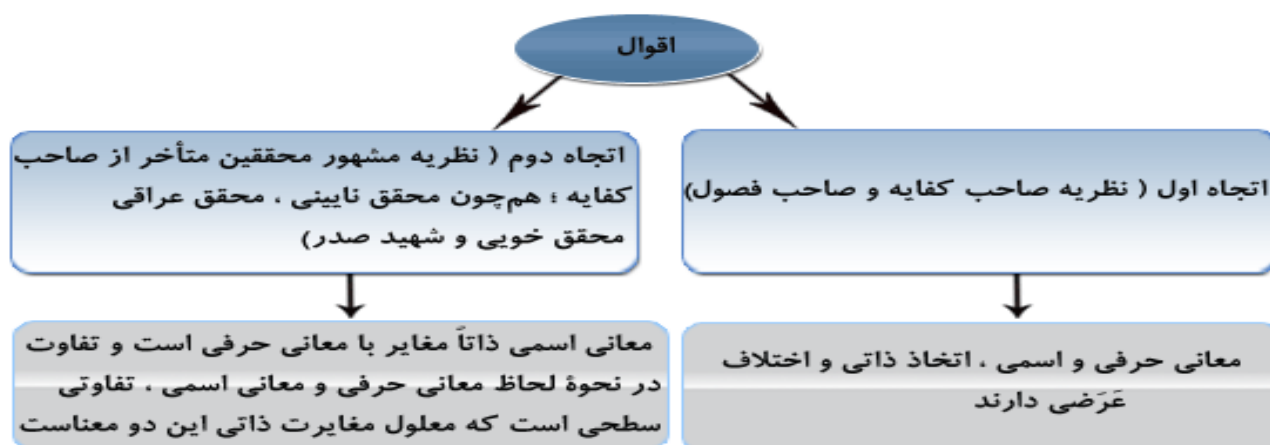 اقوال
اتجاه اول ( نظریه صاحب کفایه و صاحب فصول)
معانی حرفی و اسمی ، اتخاذ ذاتی و اختلاف
عَرَضی دارند
اتجاه دوم ( نظریه مشهور محققین متأخر از صاحب
کفایه ؛ هم‌چون محقق نایینی ، محقق عراقی
محقق خویی و شهید صدر)
معانی اسمی ذاتاً مغایر با معانی حرفی است و تفاوت
در نحوۀ لحاظ معانی حرفی و معانی اسمی ، تفاوتی
سطحی است که معلول مغایرت ذاتی این دو معناست